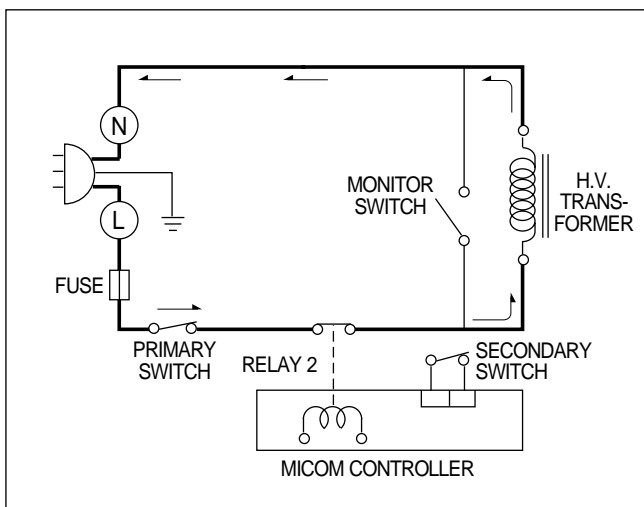 N
MONITOR
SWITCH
H.V.
TRANS-
FORMER
L
FUSE
PRIMARY
SWITCH
RELAY 2
SECONDARY
SWITCH
MICOM CONTROLLER